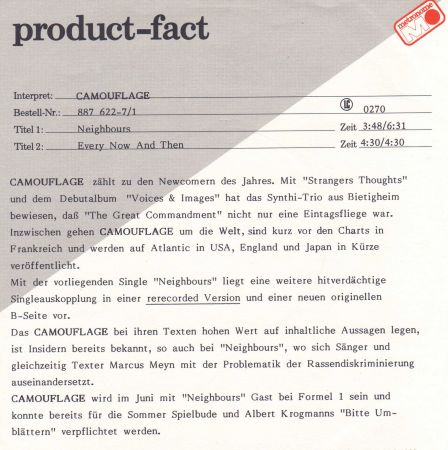 product-fact
metronome
M
Interpret: CAMOUFLAGE
Bestell-Nr.: 887 622-7/1 LC 0270
Titel 1: Neighbours Zeit 3:48/6:31
Titel 2: Every Now And Then Zeit 4:30/4:30
CAMOUFLAGE zählt zu den Newcomern des Jahres. Mit "Strangers Thoughts"
und dem Debutalbum "Voices & Images" hat das Synthi-Trio aus Bietigheim
bewiesen, daß "The Great Commandment" nicht nur eine Eintagsfliege war.
Inzwischen gehen CAMOUFLAGE um die Welt, sind kurz vor den Charts in
Frankreich und werden auf Atlantic in USA, England und Japan in Kürze
veröffentlicht.
Mit der vorliegenden Single "Neighbours" liegt eine weitere hitverdächtige
Singleauskopplung in einer rerecorded Version und einer neuen originellen
B-Seite vor.
Das CAMOUFLAGE bei ihren Texten hohen Wert auf inhaltliche Aussagen legen,
ist Insidern bereits bekannt, so auch bei "Neighbours", wo sich Sänger und
gleichzeitig Texter Marcus Meyn mit der Problematik der Rassendiskriminierung
auseinandersetzt.
CAMOUFLAGE wird im Juni mit "Neighbours" Gast bei Formel 1 sein und
konnte bereits für die Sommer Spielbude und Albert Krogmanns "Bitte Um-
blättern" verpflichtet werden.